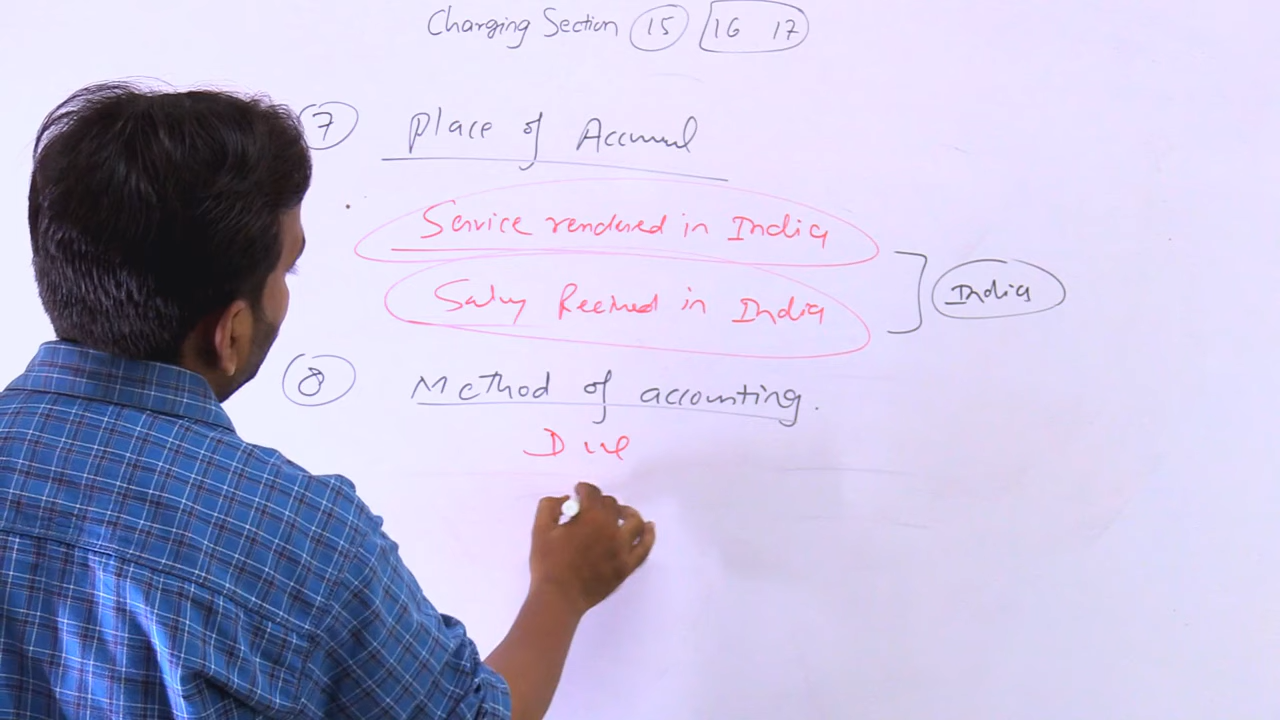 Charging Section 15 16 17
7 Place of Accrual
Service rendered in India
Salary Received in India
India
8 Method of accounting.
Due